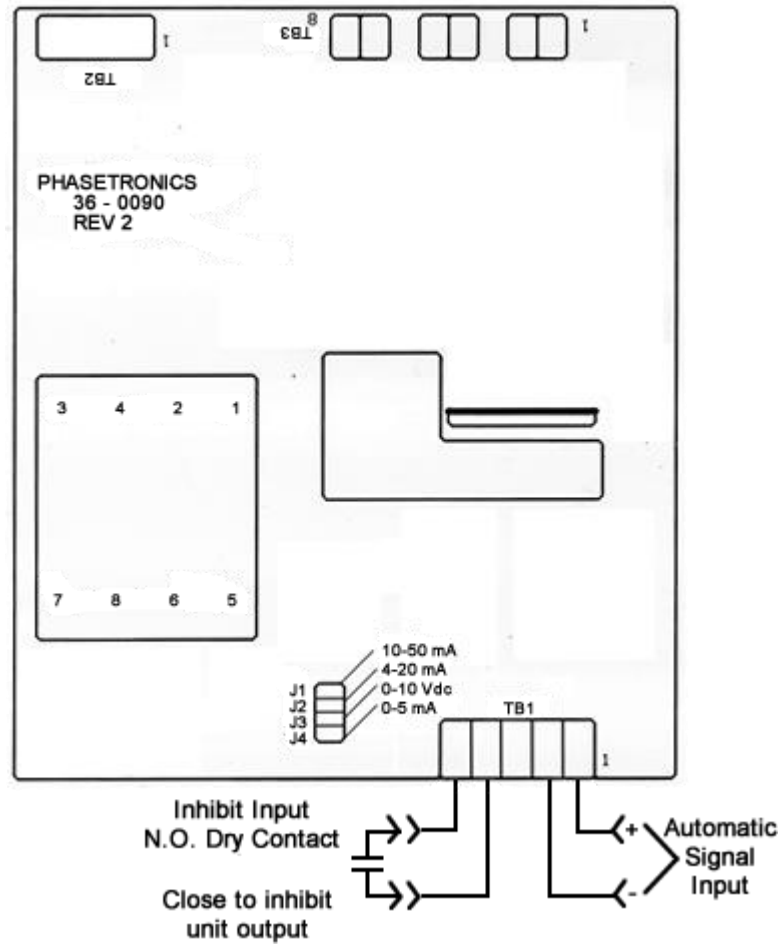 1
TB2
8
TB3
1
PHASETRONICS
36 - 0090
REV 2
3 4 2 1
7 8 6 5
10-50 mA
4-20 mA
0-10 Vdc
0-5 mA
J1
J2
J3
J4
TB1
1
Inhibit Input
N.O. Dry Contact
Close to inhibit
unit output
+
-
Automatic
Signal
Input